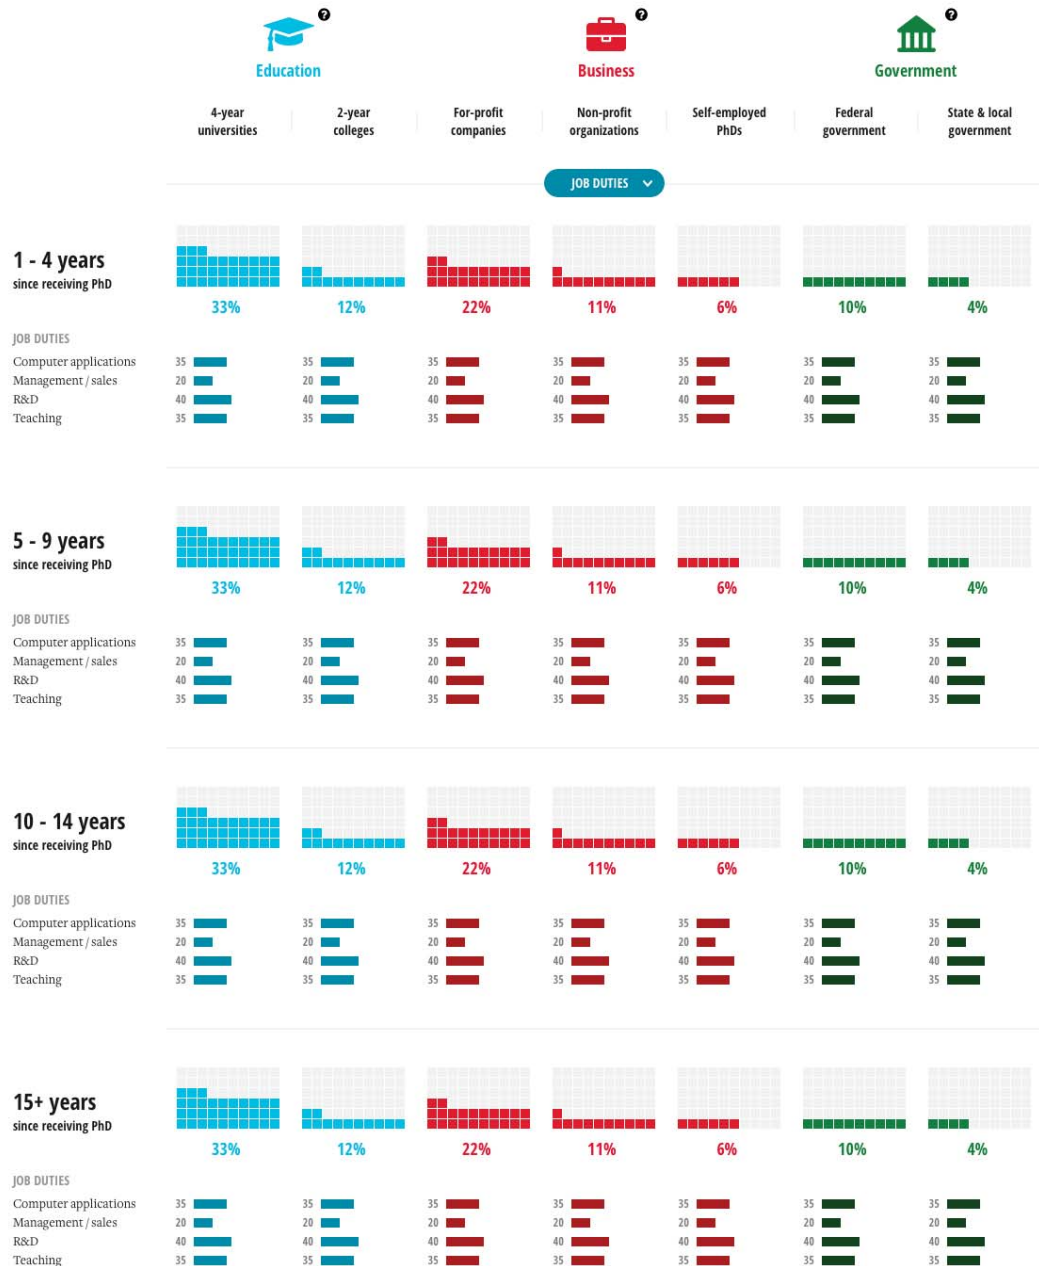 ?
?
?
Education
Business
Government
4-year
universities
2-year
colleges
For-profit
companies
Non-profit
organizations
Self-employed
PhDs
Federal
government
State & local
government
JOB DUTIES
1 - 4 years
since receiving PhD
33% 12% 22% 11% 6% 10% 4%
JOB DUTIES
Computer applications 35 35 35 35 35 35 35
Management / sales 20 20 20 20 20 20 20
R&D 40 40 40 40 40 40 40
Teaching 35 35 35 35 35 35 35
5 - 9 years
since receiving PhD
33% 12% 22% 11% 6% 10% 4%
JOB DUTIES
Computer applications 35 35 35 35 35 35 35
Management / sales 20 20 20 20 20 20 20
R&D 40 40 40 40 40 40 40
Teaching 35 35 35 35 35 35 35
10 - 14 years
since receiving PhD
33% 12% 22% 11% 6% 10% 4%
JOB DUTIES
Computer applications 35 35 35 35 35 35 35
Management / sales 20 20 20 20 20 20 20
R&D 40 40 40 40 40 40 40
Teaching 35 35 35 35 35 35 35
15+ years
since receiving PhD
33% 12% 22% 11% 6% 10% 4%
JOB DUTIES
Computer applications 35 35 35 35 35 35 35
Management / sales 20 20 20 20 20 20 20
R&D 40 40 40 40 40 40 40
Teaching 35 35 35 35 35 35 35